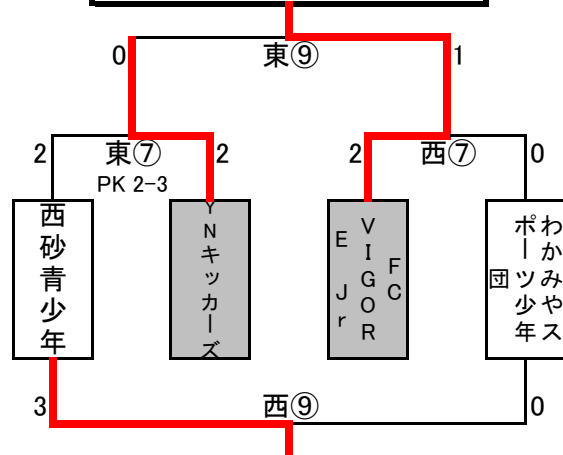 0 東⑨ 1
2 東⑦ 2 2 西⑦ 0
PK 2-3
西砂青少年
YNキッカーズ
FC
VIGOR
E Jr
わかみやス
ポーツ少年
団
3 西⑨ 0